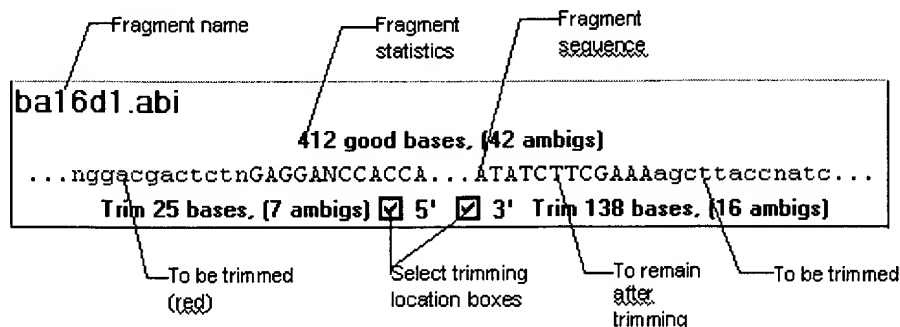 Fragment name
Fragment
statistics
Fragment
sequence
ba16d1.abi
412 good bases, (42 ambigs)
...nggacgactctnGAGGANCCACCA...ATATCTTCGAAAagcttaccnatc...
Trim 25 bases, (7 ambigs) 5' 3' Trim 138 bases, (16 ambigs)
To be trimmed
(red)
Select trimming
location boxes
To remain
after
trimming
To be trimmed